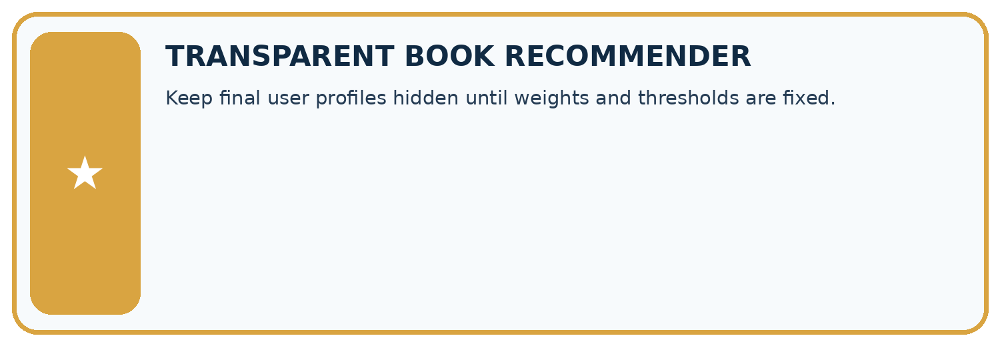 TRANSPARENT BOOK RECOMMENDER
Keep final user profiles hidden until weights and thresholds are fixed.